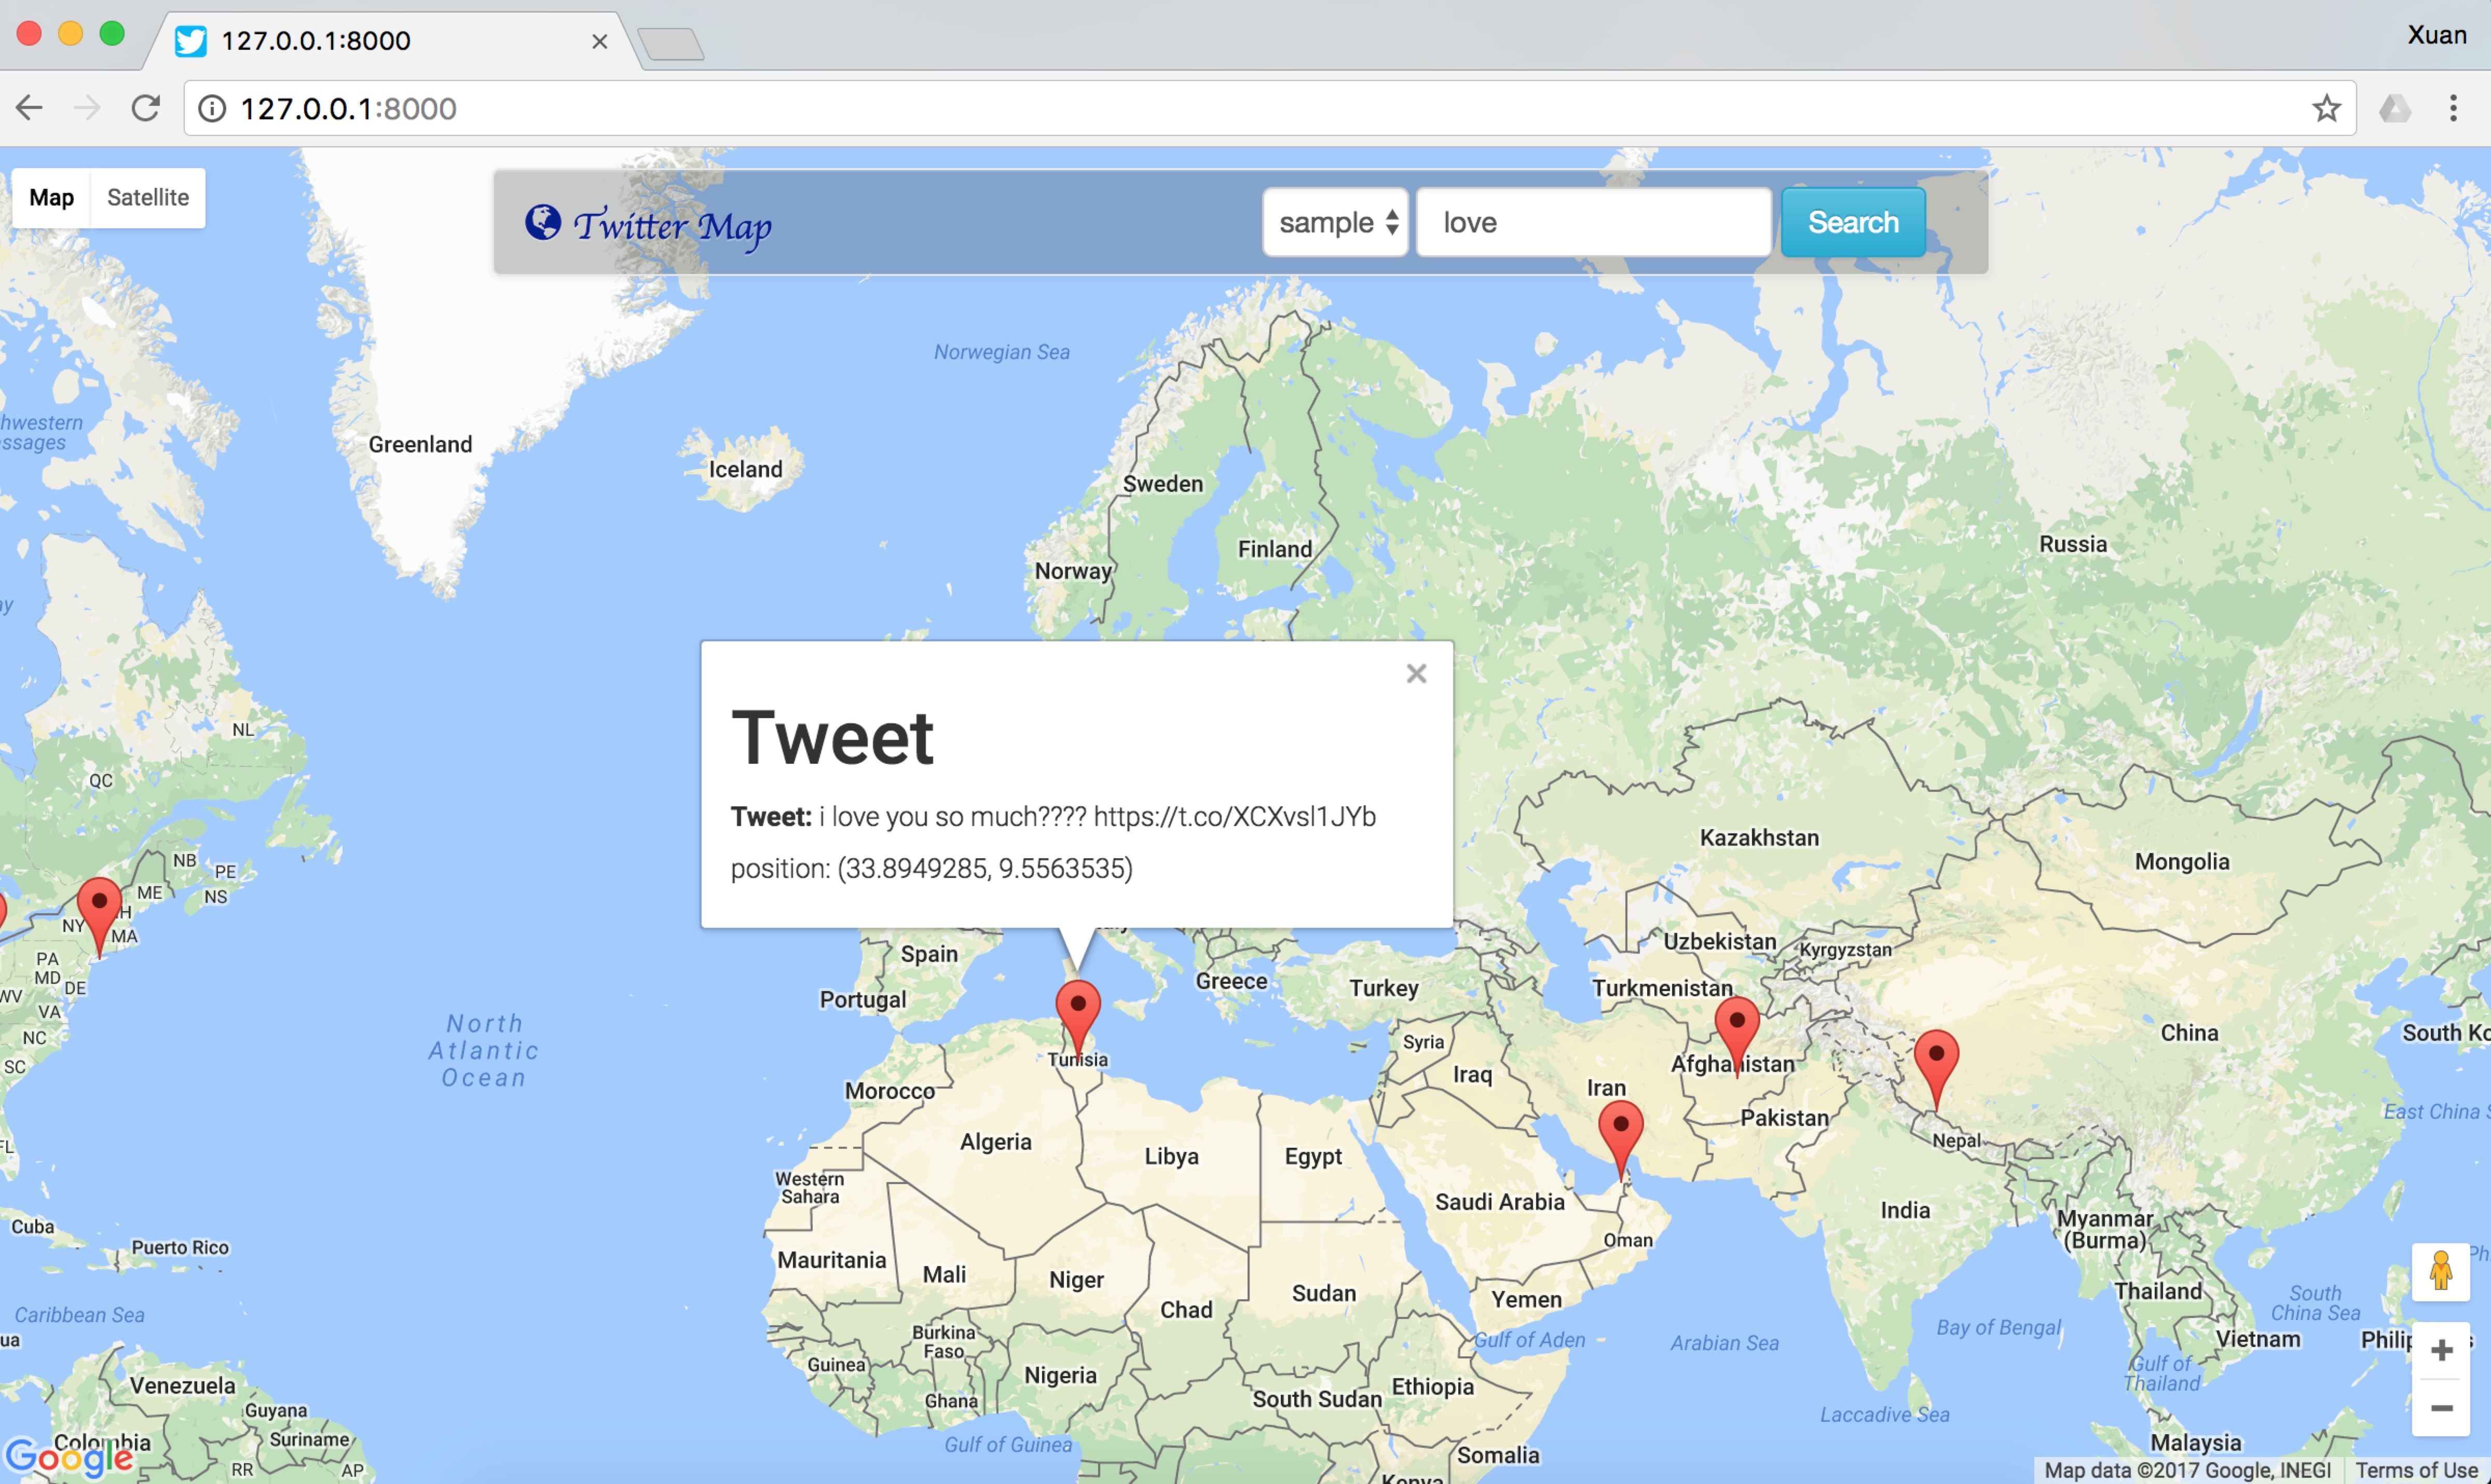 127.0.0.1:8000
Xuan
127.0.0.1:8000
Map Satellite
Twitter Map
sample love Search
Norwegian Sea
hwestern
ssages
Greenland
Iceland
Sweden
Finland
Russia
Norway
ay
NL
QC
Tweet
Tweet: i love you so much???? https://t.co/XCXvsl1JYb
position: (33.8949285, 9.5563535)
Kazakhstan
Mongolia
NB
PE
ME
NS
NY
MA
PA
MD
DE
WV
VA
NC
SC
FL
Spain
Portugal
Greece
Turkey
Uzbekistan
Kyrgyzstan
Turkmenistan
North
Atlantic
Ocean
China
South Ko
Syria
Tunisia
Afghanistan
Iraq
Iran
Morocco
Pakistan
East China S
Algeria
Libya
Egypt
Nepal
Western
Sahara
Saudi Arabia
India
Myanmar
(Burma)
Cuba
Puerto Rico
Oman
Mauritania
Mali
Niger
Chad
Sudan
Yemen
Thailand
South
China Sea
Caribbean Sea
ua
Burkina
Faso
Gulf of Aden
Arabian Sea
Bay of Bengal
Vietnam
Philip
Guinea
Nigeria
Gulf of
Thailand
Venezuela
Ghana
South Sudan
Ethiopia
Guyana
Laccadive Sea
Colombia
Suriname
Gulf of Guinea
Somalia
Malaysia
Google
RR
AP
Kenya
Map data ©2017 Google, INEGI Terms of Use